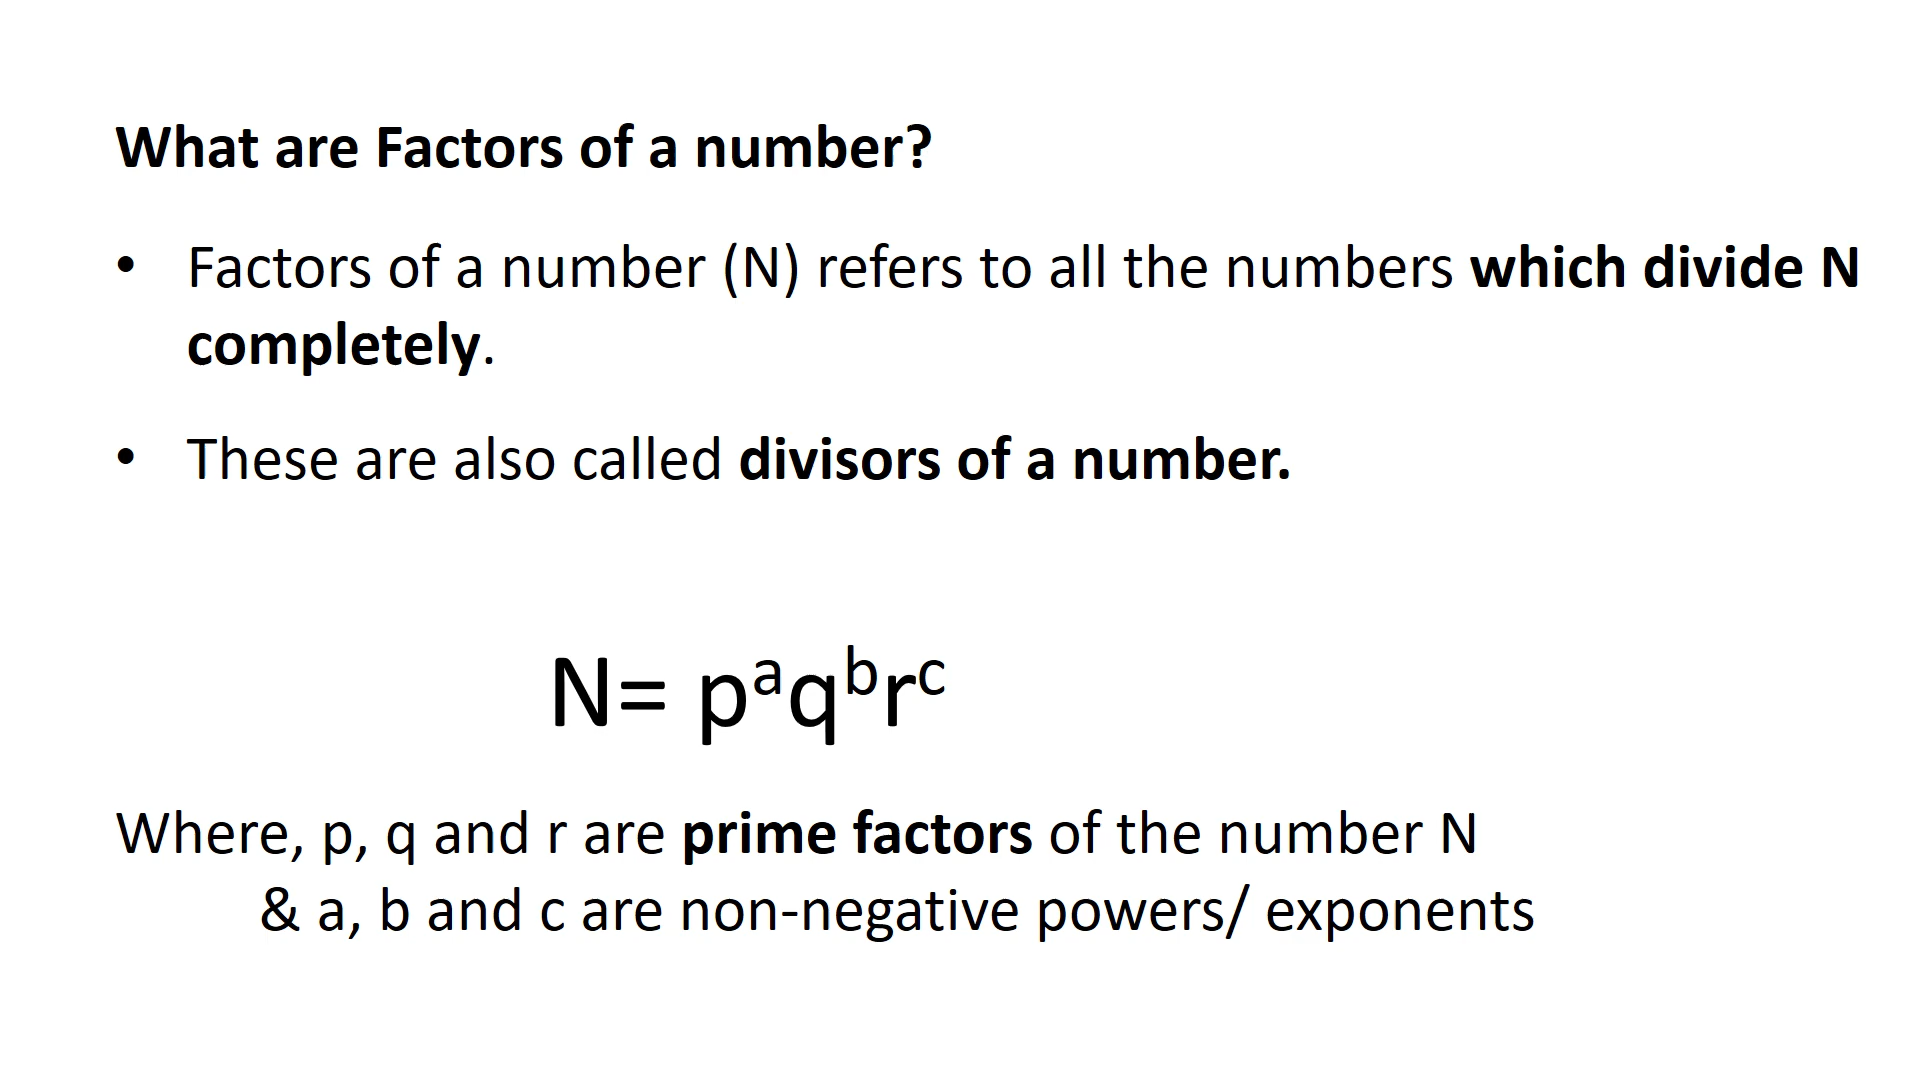 What are Factors of a number?
• Factors of a number (N) refers to all the numbers which divide N
completely.
• These are also called divisors of a number.
N= pᵃqᵇrᶜ
Where, p, q and r are prime factors of the number N
& a, b and c are non-negative powers/ exponents